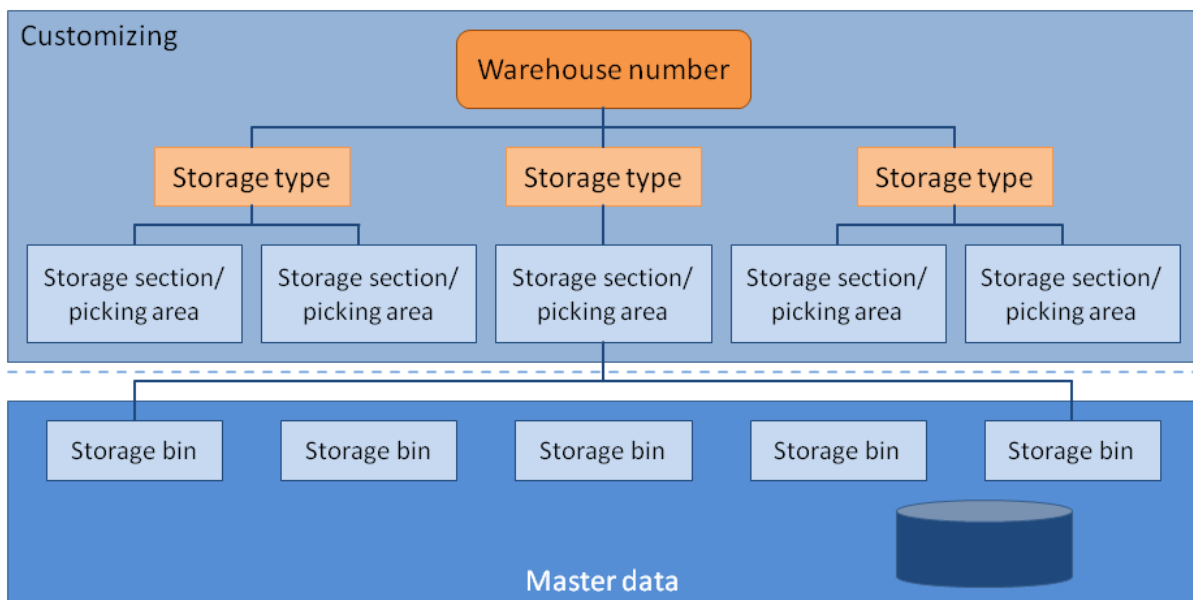 Customizing
Warehouse number
Storage type
Storage type
Storage type
Storage section/
picking area
Storage section/
picking area
Storage section/
picking area
Storage section/
picking area
Storage section/
picking area
Storage bin
Storage bin
Storage bin
Storage bin
Storage bin
Master data